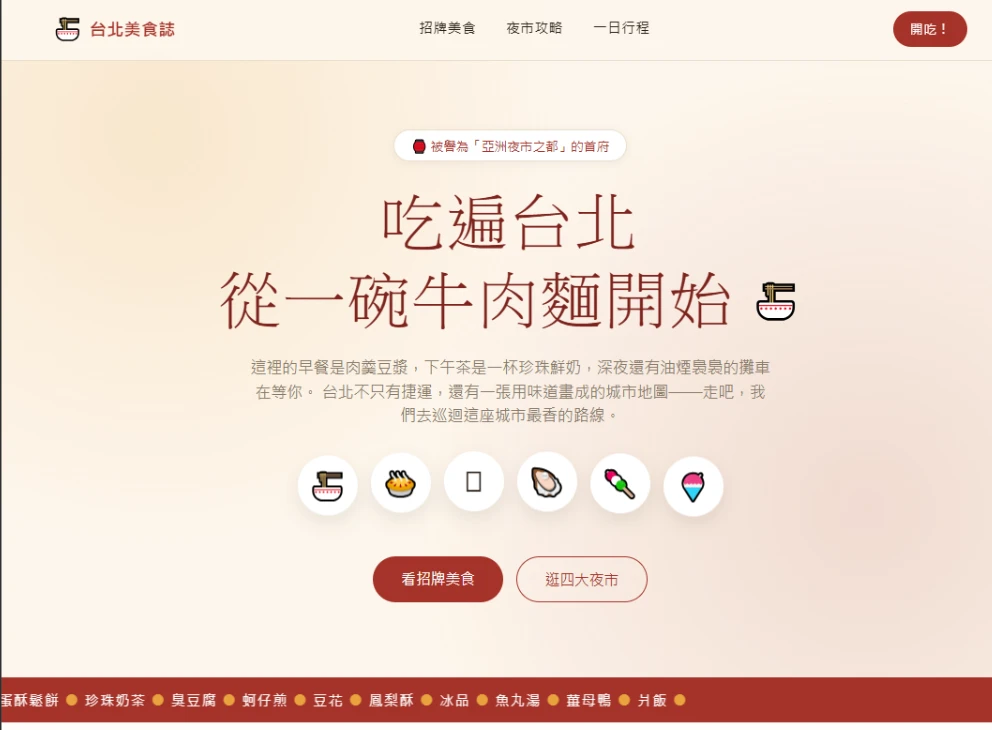 台北美食誌
招牌美食
夜市攻略
一日行程
開吃！
被譽為「亞洲夜市之都」的首府
吃遍台北
從一碗牛肉麵開始
這裡的早餐是肉羹豆漿，下午茶是一杯珍珠鮮奶，深夜還有油煙裊裊的攤車
在等你。 台北不只有捷運，還有一張用味道畫成的城市地圖——走吧，我
們去巡迴這座城市最香的路線。
看招牌美食
逛四大夜市
蛋酥鬆餅 ● 珍珠奶茶 ● 臭豆腐 ● 蚵仔煎 ● 豆花 ● 鳳梨酥 ● 冰品 ● 魚丸湯 ● 薑母鴨 ● 爿飯 ●